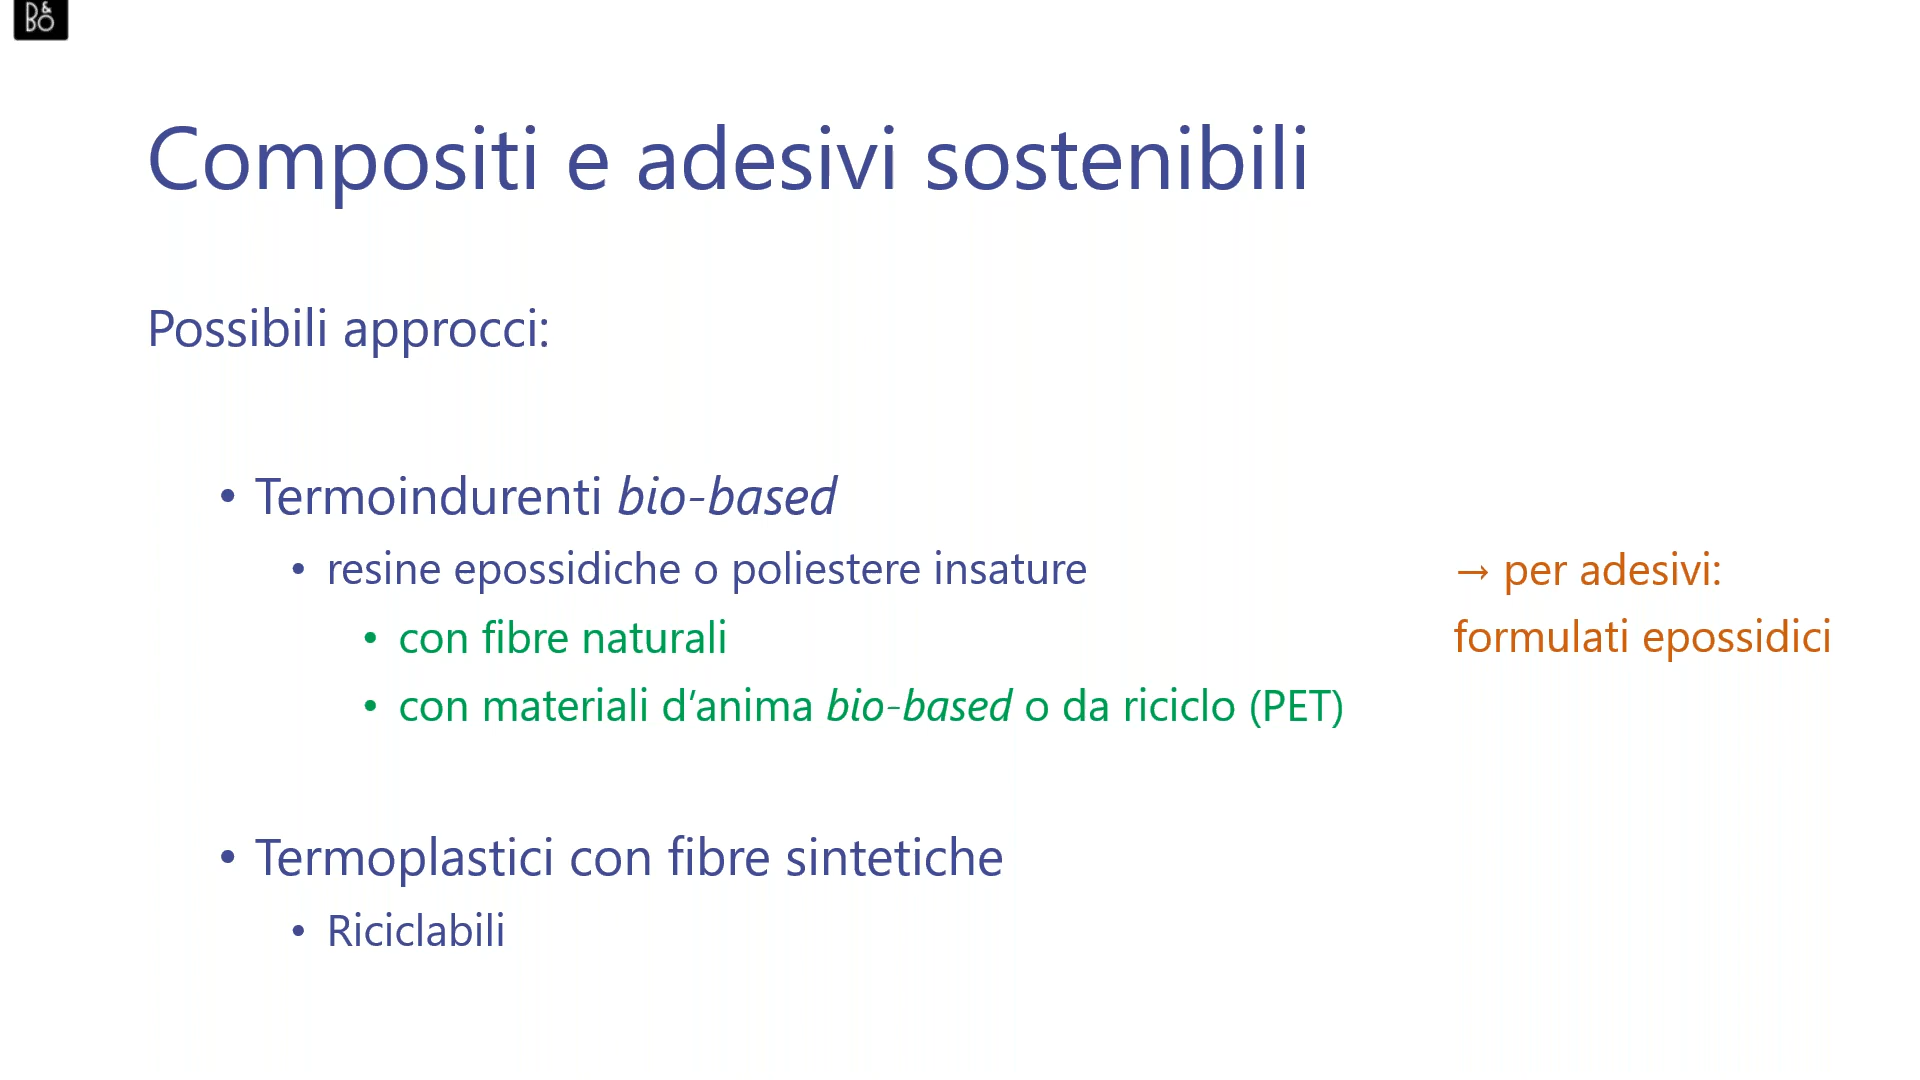 B&O
Compositi e adesivi sostenibili
Possibili approcci:
• Termoindurenti bio-based
• resine epossidiche o poliestere insature
→ per adesivi:
• con fibre naturali
formulati epossidici
• con materiali d’anima bio-based o da riciclo (PET)
• Termoplastici con fibre sintetiche
• Riciclabili